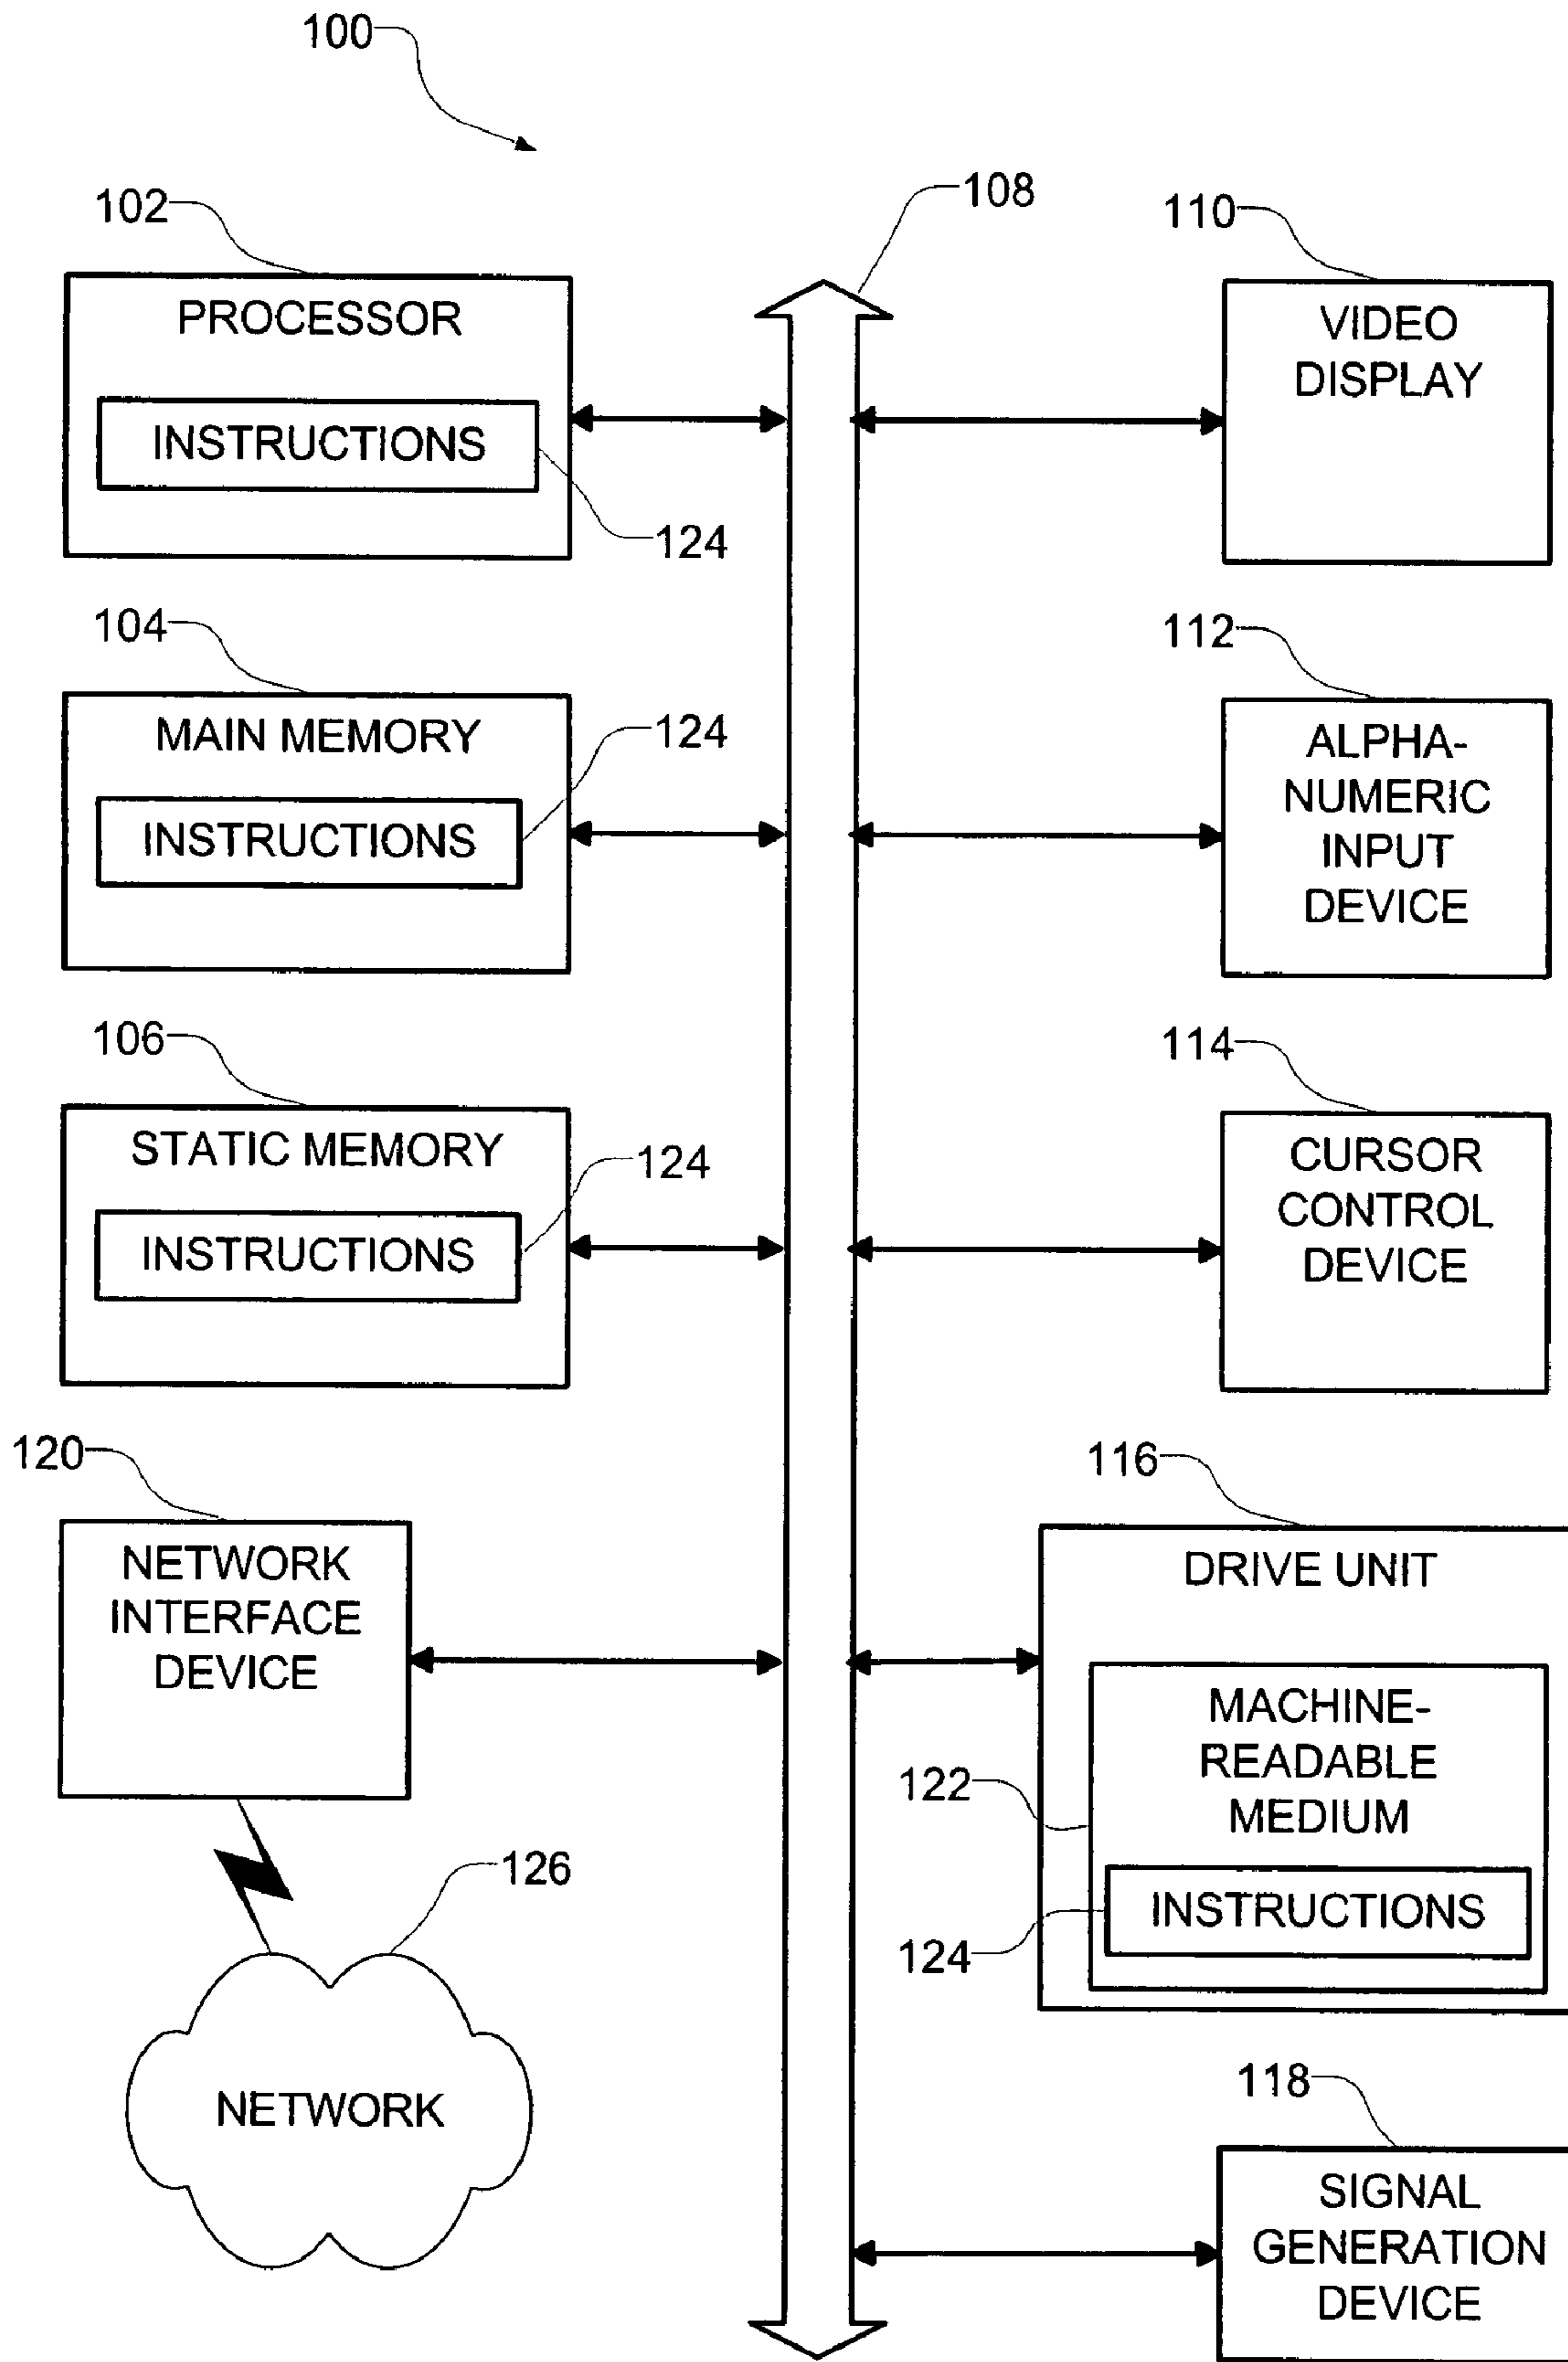 100
108
102
PROCESSOR
INSTRUCTIONS
124
110
VIDEO
DISPLAY
104
MAIN MEMORY
124
INSTRUCTIONS
112
ALPHA-
NUMERIC
INPUT
DEVICE
106
STATIC MEMORY
124
INSTRUCTIONS
114
CURSOR
CONTROL
DEVICE
120
NETWORK
INTERFACE
DEVICE
116
DRIVE UNIT
MACHINE-
READABLE
MEDIUM
122
INSTRUCTIONS
124
126
NETWORK
118
SIGNAL
GENERATION
DEVICE